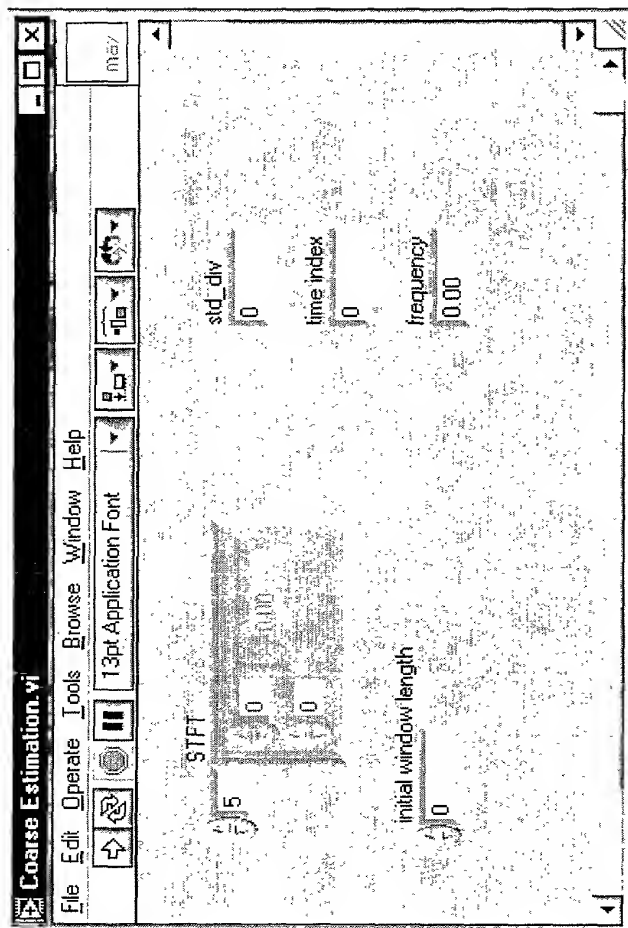 Coarse Estimation.vi
File Edit Operate Tools Browse Window Help
13pt Application Font
max
STFT
5
0
0
0.00
std_div
0
time index
0
initial window length
0
frequency
0.00